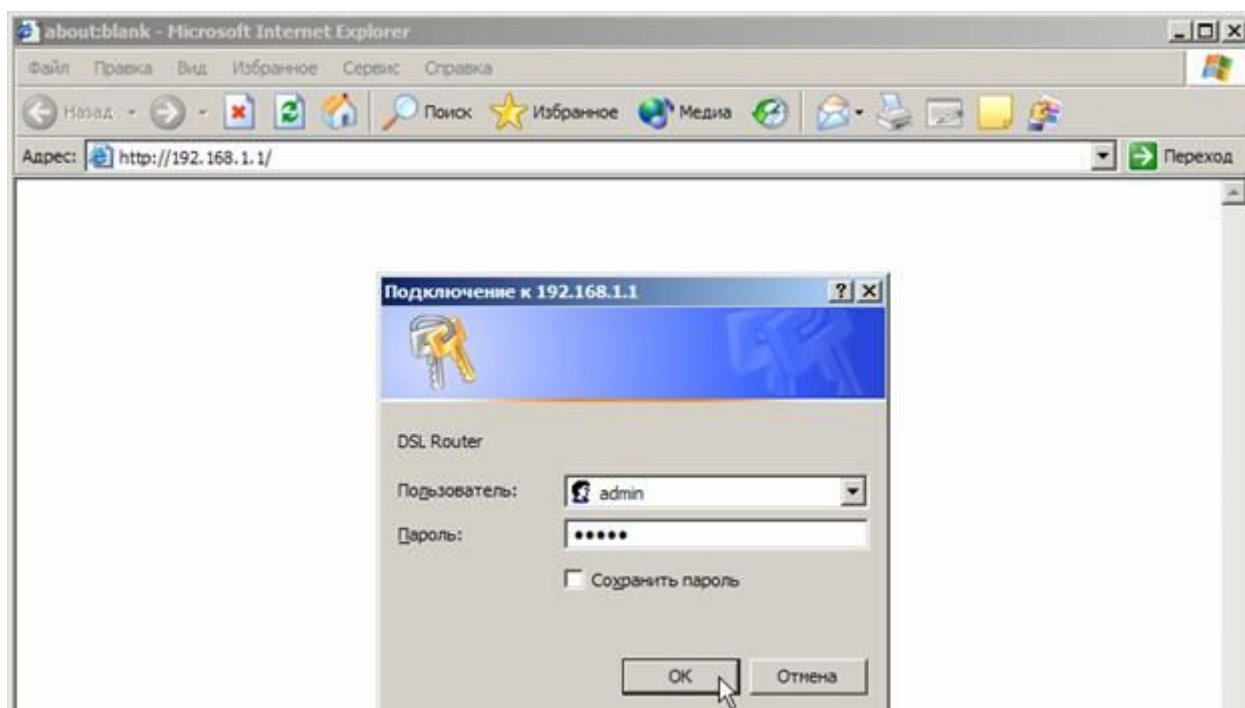 about:blank - Microsoft Internet Explorer
Файл Правка Вид Избранное Сервис Справка
Назад Поиск Избранное Медиа
Адрес: http://192.168.1.1/ Переход
Подключение к 192.168.1.1
DSL Router
Пользователь: admin
Пароль: •••••
Сохранить пароль
OK Отмена